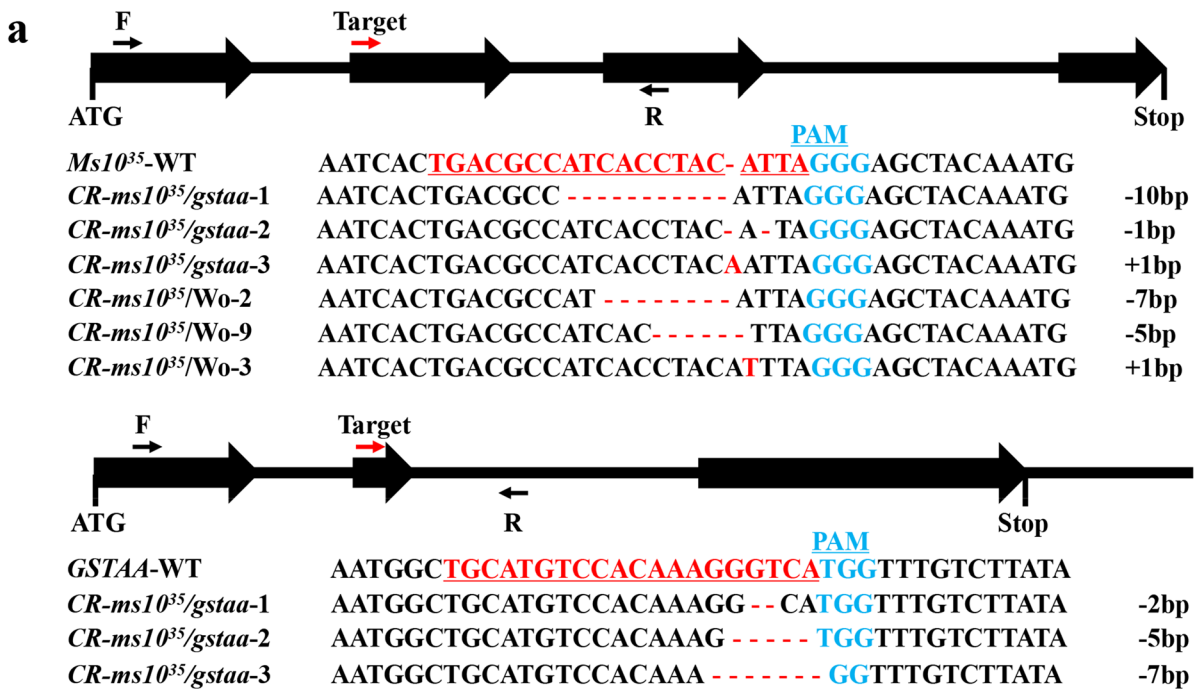 a
F Target
ATG R Stop
PAM
Ms10³⁵-WT AATCACTGACGCCATCACCTAC-ATTAGGGAGCTACAAATG
CR-ms10³⁵/gstaa-1 AATCACTGACGCC-----------ATTAGGGAGCTACAAATG -10bp
CR-ms10³⁵/gstaa-2 AATCACTGACGCCATCACCTAC-A-TAGGGAGCTACAAATG -1bp
CR-ms10³⁵/gstaa-3 AATCACTGACGCCATCACCTACAATTAGGGAGCTACAAATG +1bp
CR-ms10³⁵/Wo-2 AATCACTGACGCCAT--------ATTAGGGAGCTACAAATG -7bp
CR-ms10³⁵/Wo-9 AATCACTGACGCCATCAC------TTAGGGAGCTACAAATG -5bp
CR-ms10³⁵/Wo-3 AATCACTGACGCCATCACCTACATTTAGGGAGCTACAAATG +1bp
F Target
ATG R Stop
PAM
GSTAA-WT AATGGCTGCATGTCCACAAAGGGTCATGGTTTGTCTTATA
CR-ms10³⁵/gstaa-1 AATGGCTGCATGTCCACAAAGG--CATGGTTTGTCTTATA -2bp
CR-ms10³⁵/gstaa-2 AATGGCTGCATGTCCACAAAG-----TGGTTTGTCTTATA -5bp
CR-ms10³⁵/gstaa-3 AATGGCTGCATGTCCACAAA-------GGTTTGTCTTATA -7bp